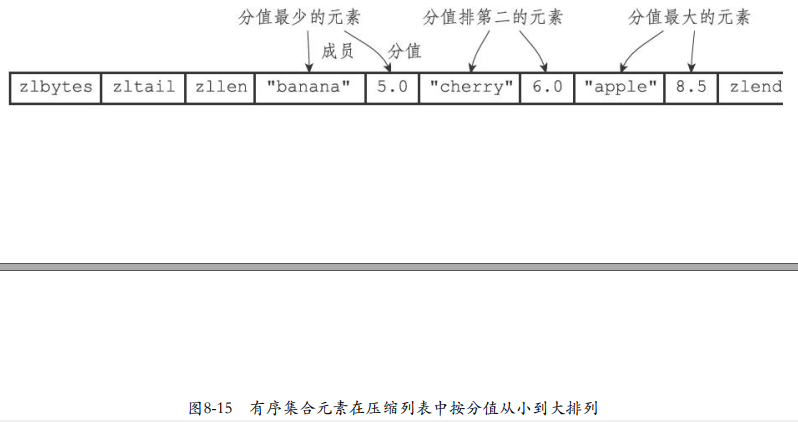 分值最少的元素 分值排第二的元素 分值最大的元素
成员 分值
zlbytes zltail zllen "banana" 5.0 "cherry" 6.0 "apple" 8.5 zlend
图8-15 有序集合元素在压缩列表中按分值从小到大排列